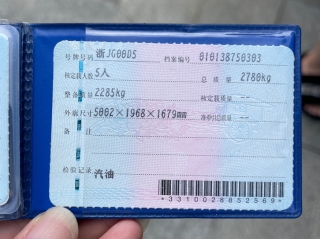 号牌号码 浙JG00D5 档案编号 010138750303
核定载人数 5人 总质量 2780kg
整备质量 2285kg 核定载质量 --
外廓尺寸 5002×1968×1679mm 准牵引总质量 --
备注
检验记录 汽油
*3310028852569*